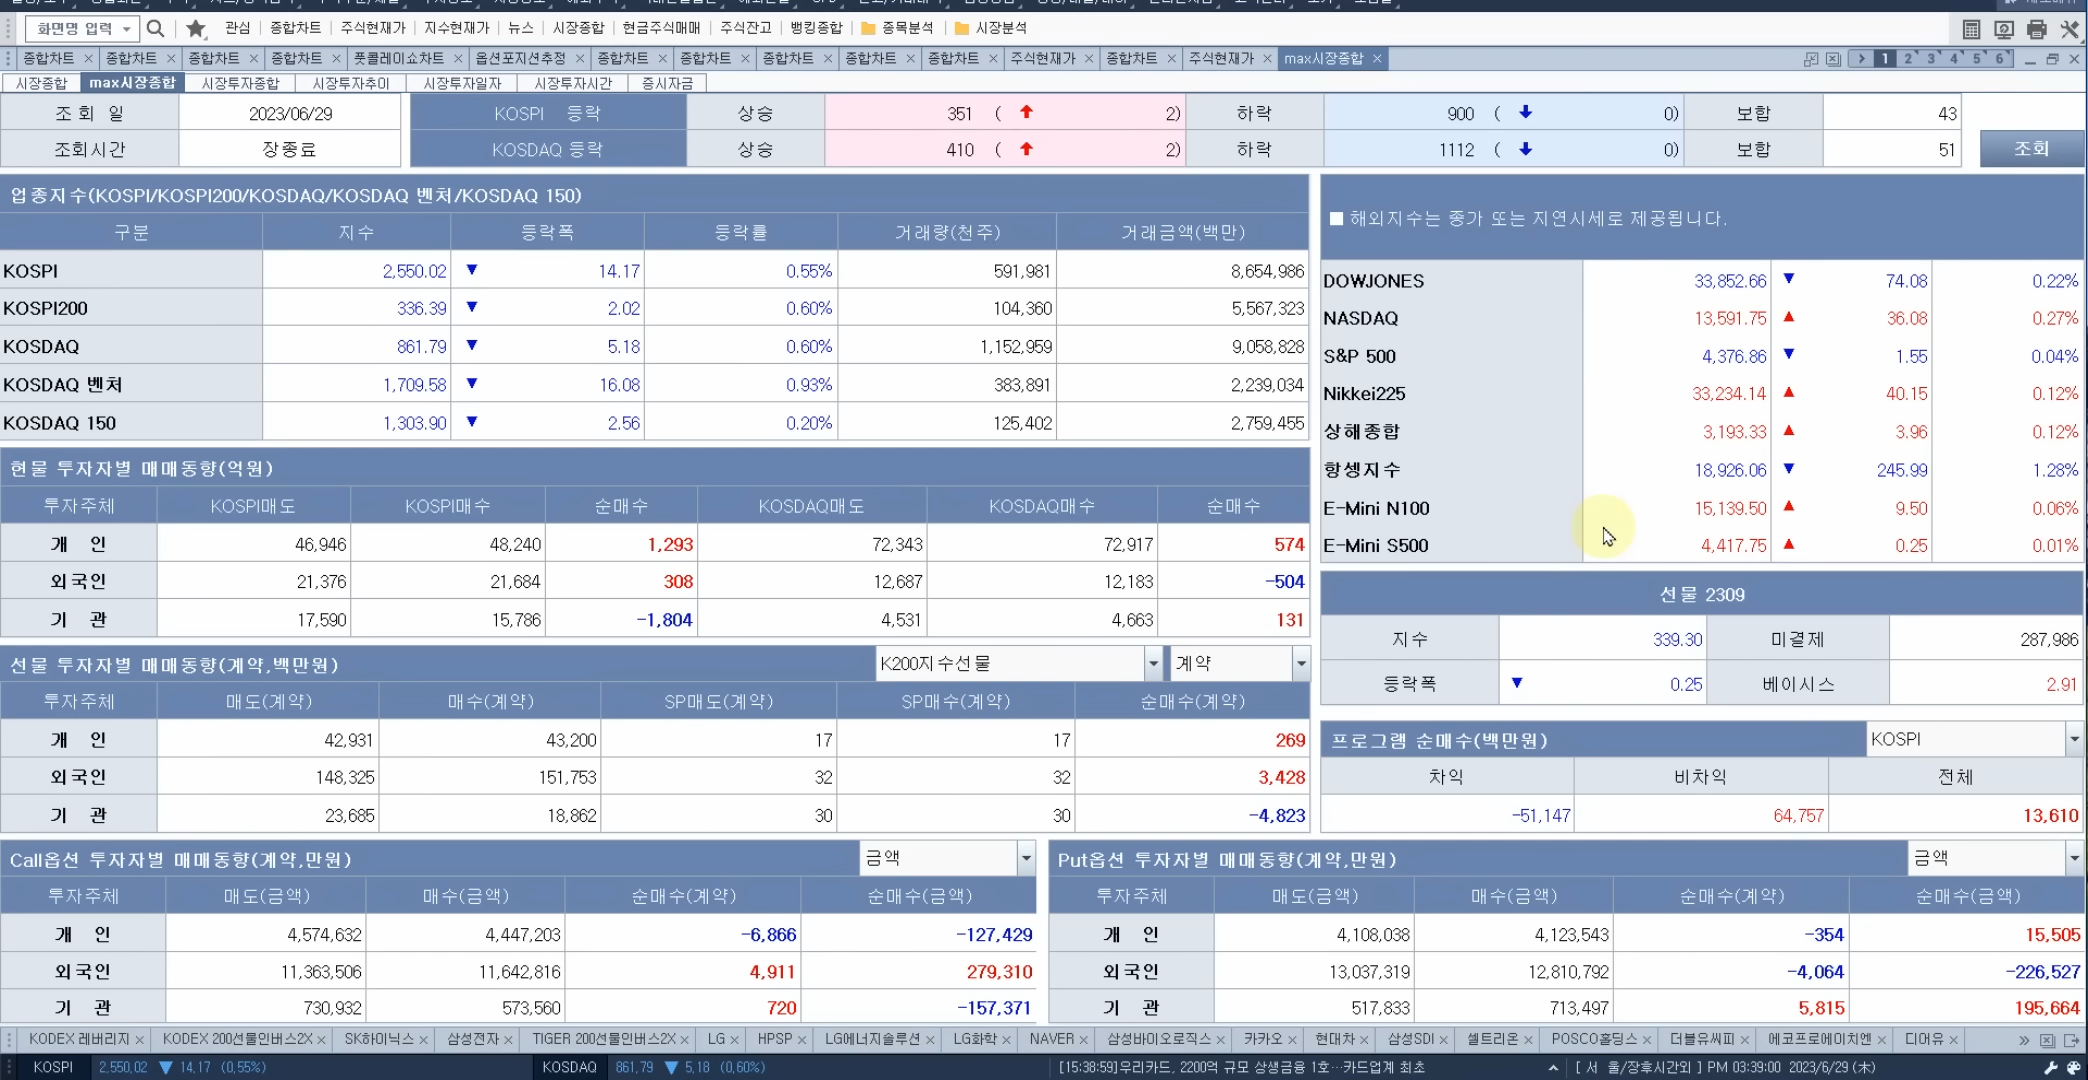 화면명 입력 관심 종합차트 주식현재가 지수현재가 뉴스 시장종합 현금주식매매 주식잔고 뱅킹종합 종목분석 시장분석
종합차트 × 종합차트 × 종합차트 × 종합차트 × 풋콜레이쇼차트 × 옵션포지션추정 × 종합차트 × 종합차트 × 종합차트 × 종합차트 × 종합차트 × 주식현재가 × 종합차트 × 주식현재가 × max시장종합 × 1 2 3 4 5 6
시장종합 max시장종합 시장투자종합 시장투자추미 시장투자일자 시장투자시간 증시자금
조 회 일 2023/06/29 KOSPI 등락 상승 351 ( ⬆ 2) 하락 900 ( ⬇ 0) 보합 43
조회시간 장종료 KOSDAQ 등락 상승 410 ( ⬆ 2) 하락 1112 ( ⬇ 0) 보합 51 조회
업종지수(KOSPI/KOSPI200/KOSDAQ/KOSDAQ 벤처/KOSDAQ 150)
구분 지수 등락폭 등락률 거래량(천주) 거래금액(백만)
KOSPI 2,550.02 ▼ 14.17 0.55% 591,981 8,654,986
KOSPI200 336.39 ▼ 2.02 0.60% 104,360 5,567,323
KOSDAQ 861.79 ▼ 5.18 0.60% 1,152,959 9,058,828
KOSDAQ 벤처 1,709.58 ▼ 16.08 0.93% 383,891 2,239,034
KOSDAQ 150 1,303.90 ▼ 2.56 0.20% 125,402 2,759,455
■ 해외지수는 종가 또는 지연시세로 제공됩니다.
DOWJONES 33,852.66 ▼ 74.08 0.22%
NASDAQ 13,591.75 ▲ 36.08 0.27%
S&P 500 4,376.86 ▼ 1.55 0.04%
Nikkei225 33,234.14 ▲ 40.15 0.12%
상해종합 3,193.33 ▲ 3.96 0.12%
항셍지수 18,926.06 ▼ 245.99 1.28%
E-Mini N100 15,139.50 ▲ 9.50 0.06%
E-Mini S500 4,417.75 ▲ 0.25 0.01%
현물 투자자별 매매동향(억원)
투자주체 KOSPI매도 KOSPI매수 순매수 KOSDAQ매도 KOSDAQ매수 순매수
개 인 46,946 48,240 1,293 72,343 72,917 574
외국인 21,376 21,684 308 12,687 12,183 -504
기 관 17,590 15,786 -1,804 4,531 4,663 131
선물 2309
지수 339.30 미결제 287,986
등락폭 ▼ 0.25 베이시스 2.91
선물 투자자별 매매동향(계약,백만원) K200지수선물 계약
투자주체 매도(계약) 매수(계약) SP매도(계약) SP매수(계약) 순매수(계약)
개 인 42,931 43,200 17 17 269
외국인 148,325 151,753 32 32 3,428
기 관 23,685 18,862 30 30 -4,823
프로그램 순매수(백만원) KOSPI
차익 비차익 전체
-51,147 64,757 13,610
Call옵션 투자자별 매매동향(계약,만원) 금액
투자주체 매도(금액) 매수(금액) 순매수(계약) 순매수(금액)
개 인 4,574,632 4,447,203 -6,866 -127,429
외국인 11,363,506 11,642,816 4,911 279,310
기 관 730,932 573,560 720 -157,371
Put옵션 투자자별 매매동향(계약,만원) 금액
투자주체 매도(금액) 매수(금액) 순매수(계약) 순매수(금액)
개 인 4,108,038 4,123,543 -354 15,505
외국인 13,037,319 12,810,792 -4,064 -226,527
기 관 517,833 713,497 5,815 195,664
KODEX 레버리지 × KODEX 200선물인버스2X × SK하이닉스 × 삼성전자 × TIGER 200선물인버스2X × LG × HPSP × LG에너지솔루션 × LG화학 × NAVER × 삼성바이오로직스 × 카카오 × 현대차 × 삼성SDI × 셀트리온 × POSCO홀딩스 × 더블유씨피 × 에코프로에이치엔 × 디어유 ×
KOSPI 2,550.02 ▼ 14.17 (0.55%) KOSDAQ 861.79 ▼ 5.18 (0.60%) [15:38:59]우리카드, 2200억 규모 상생금융 1호…카드업계 최초 [ 서 울/장후시간외 ] PM 03:39:00 2023/6/29 (木)